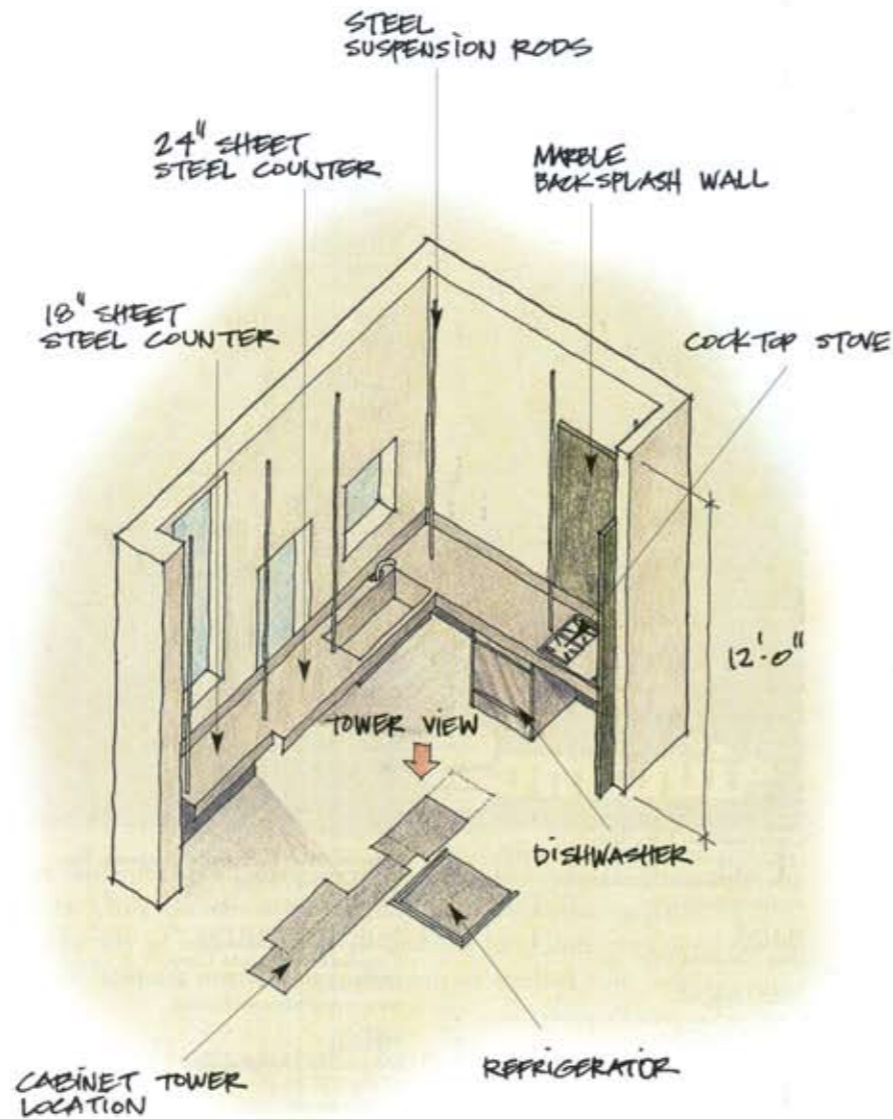 STEEL
SUSPENSION RODS
24" SHEET
STEEL COUNTER
MARBLE
BACKSPLASH WALL
18" SHEET
STEEL COUNTER
COOKTOP STOVE
12'-0"
TOWER VIEW
DISHWASHER
CABINET TOWER
LOCATION
REFRIGERATOR